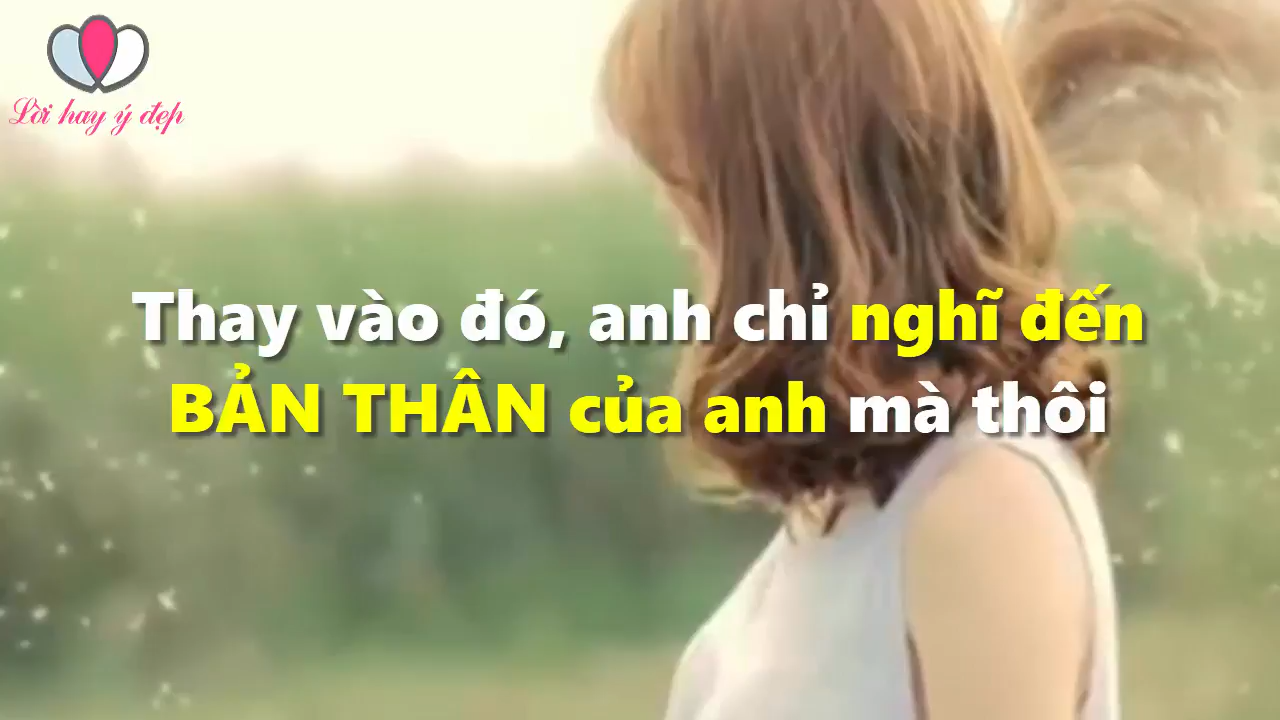 Lời hay ý đẹp
Thay vào đó, anh chỉ nghĩ đến
BẢN THÂN của anh mà thôi